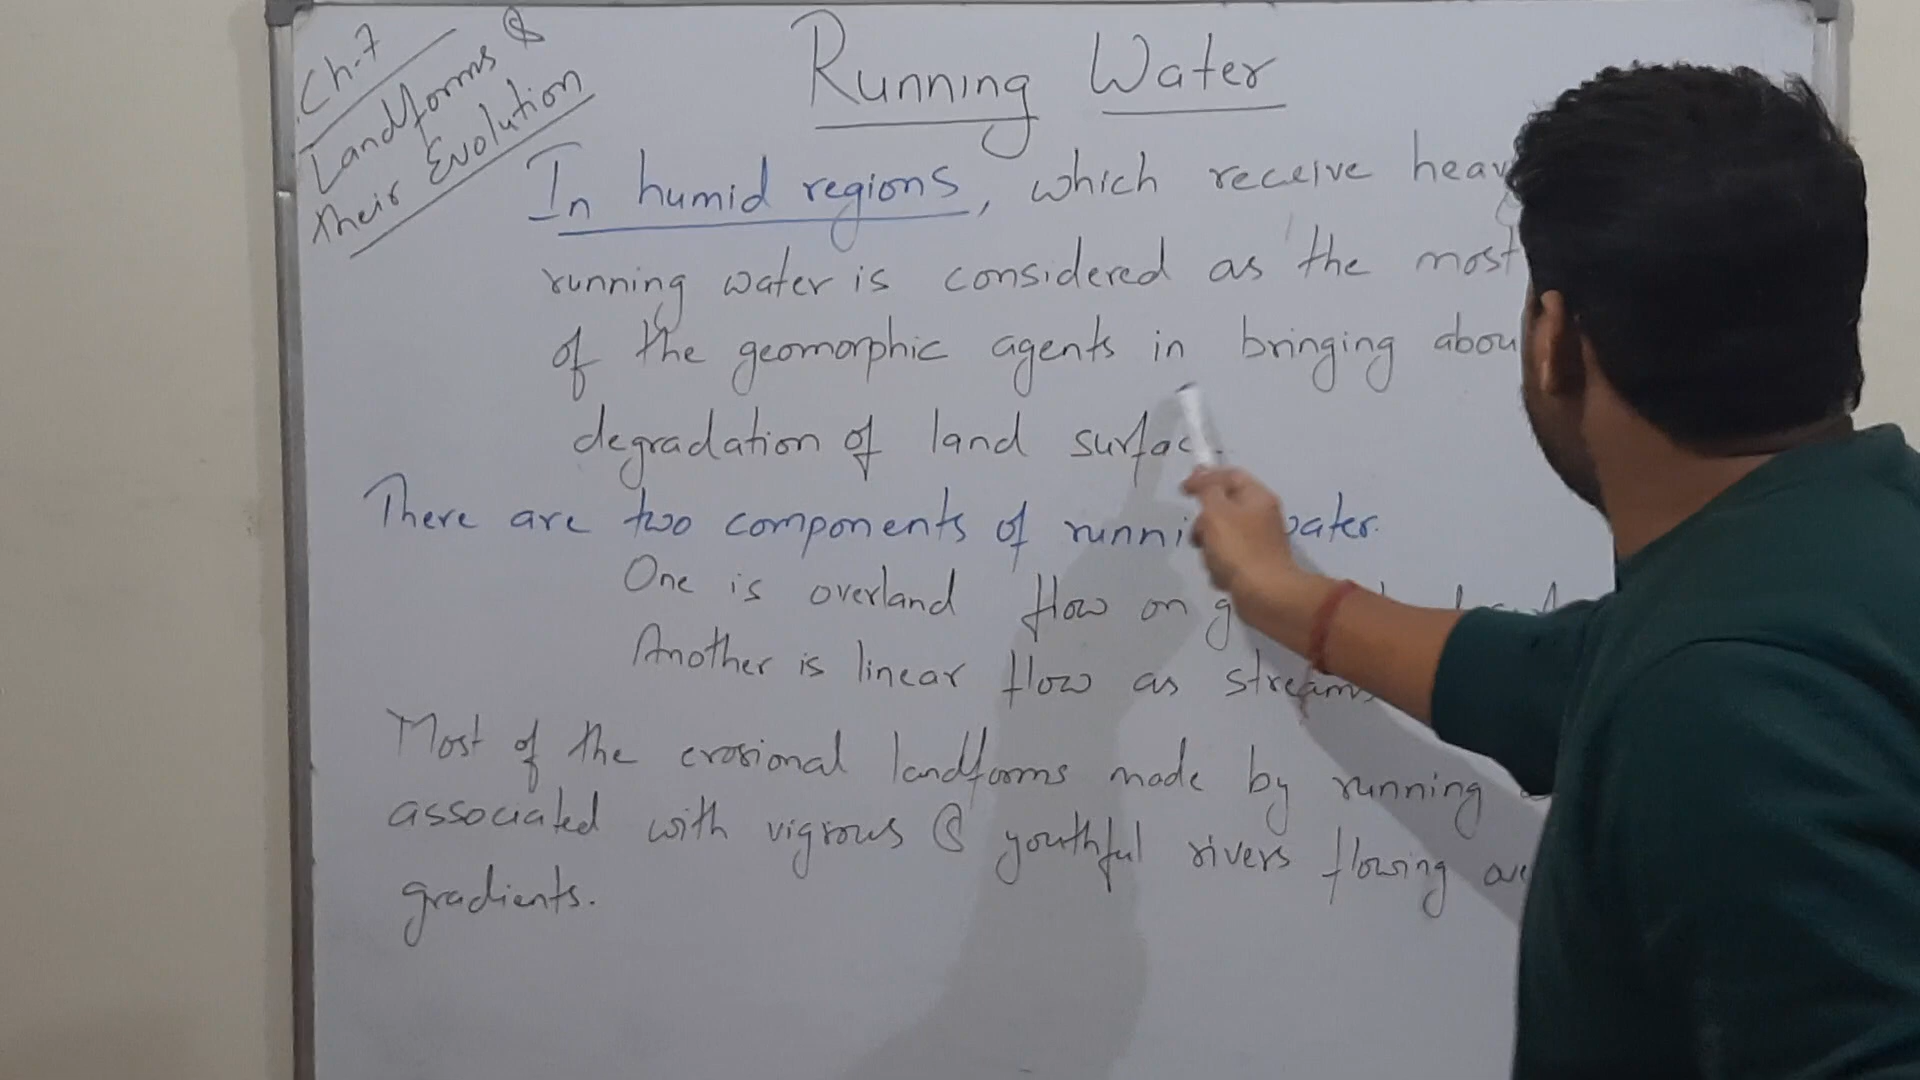 Ch-7
Landforms &
their Evolution
Running Water
In humid regions, which receive heav
running water is considered as the most
of the geomorphic agents in bringing abou
degradation of land surfac
There are two components of runni water.
One is overland flow on g
Another is linear flow as streams
Most of the erosional landforms made by running
associated with vigrous & youthful rivers flowing ove
gradients.